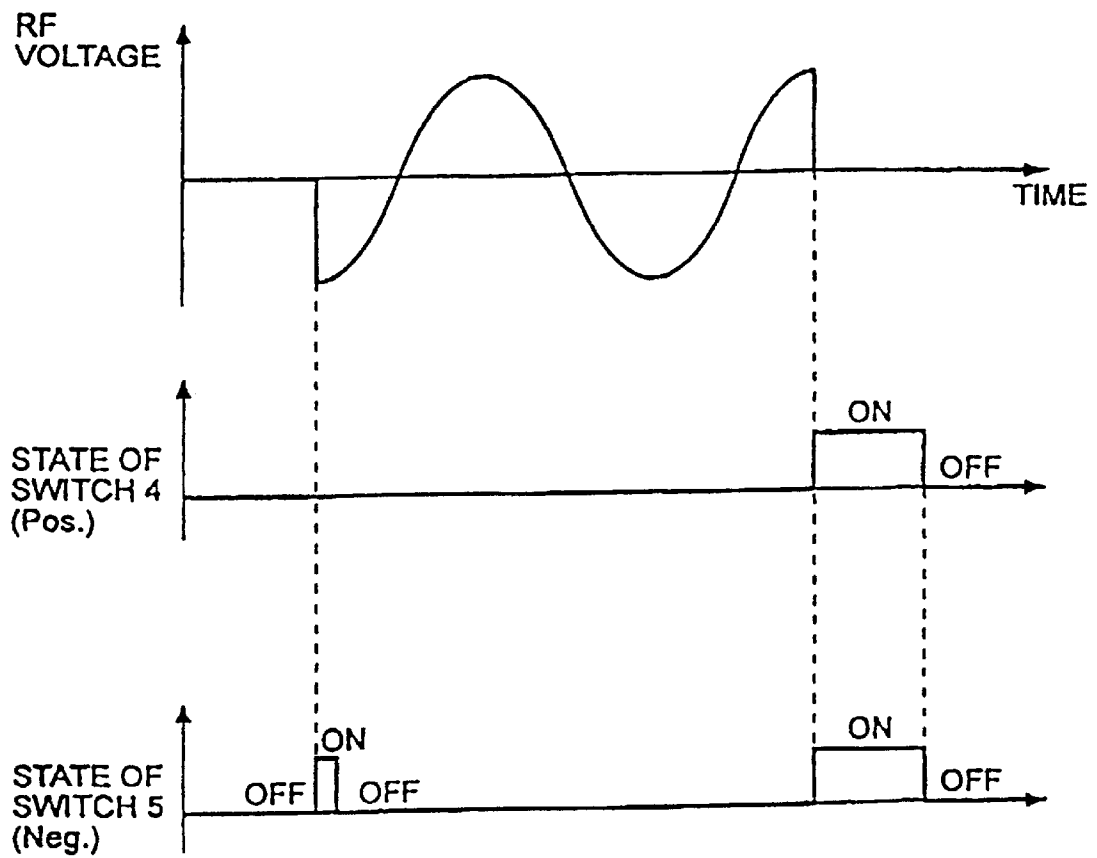 RF
VOLTAGE
TIME
ON
STATE OF
SWITCH 4
(Pos.)
OFF
ON
ON
STATE OF
SWITCH 5
(Neg.)
OFF
OFF
OFF